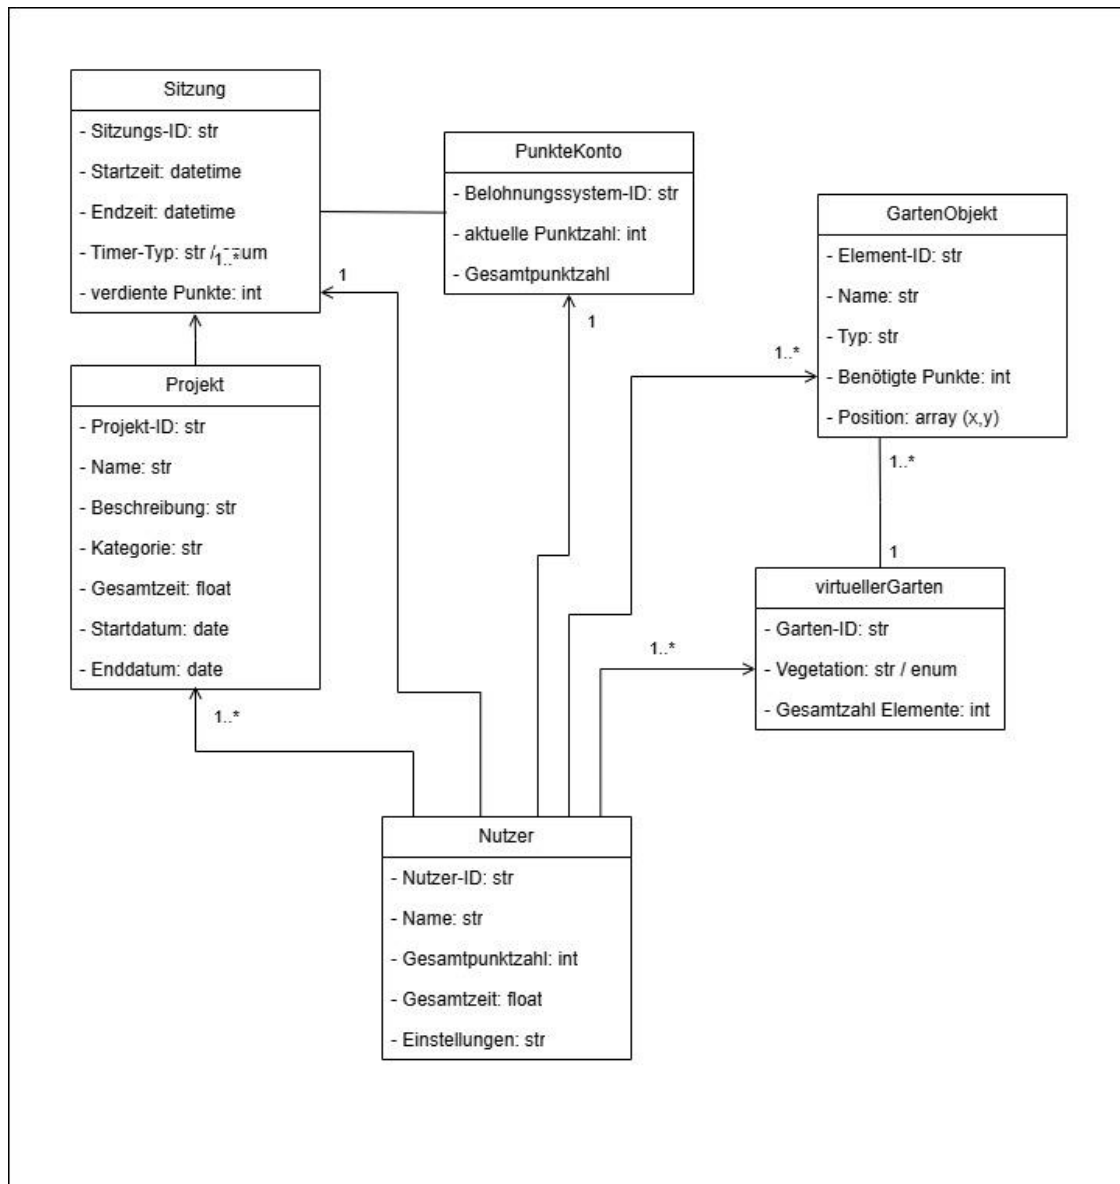 Sitzung
- Sitzungs-ID: str
- Startzeit: datetime
- Endzeit: datetime
- Timer-Typ: str /
1..*
- verdiente Punkte: int
PunkteKonto
- Belohnungssystem-ID: str
- aktuelle Punktzahl: int
- Gesamtpunktzahl
GartenObjekt
- Element-ID: str
- Name: str
- Typ: str
- Benötigte Punkte: int
- Position: array (x,y)
1
1
1..*
Projekt
- Projekt-ID: str
- Name: str
- Beschreibung: str
- Kategorie: str
- Gesamtzeit: float
- Startdatum: date
- Enddatum: date
1..*
1
virtuellerGarten
- Garten-ID: str
- Vegetation: str / enum
- Gesamtzahl Elemente: int
1..*
1..*
Nutzer
- Nutzer-ID: str
- Name: str
- Gesamtpunktzahl: int
- Gesamtzeit: float
- Einstellungen: str